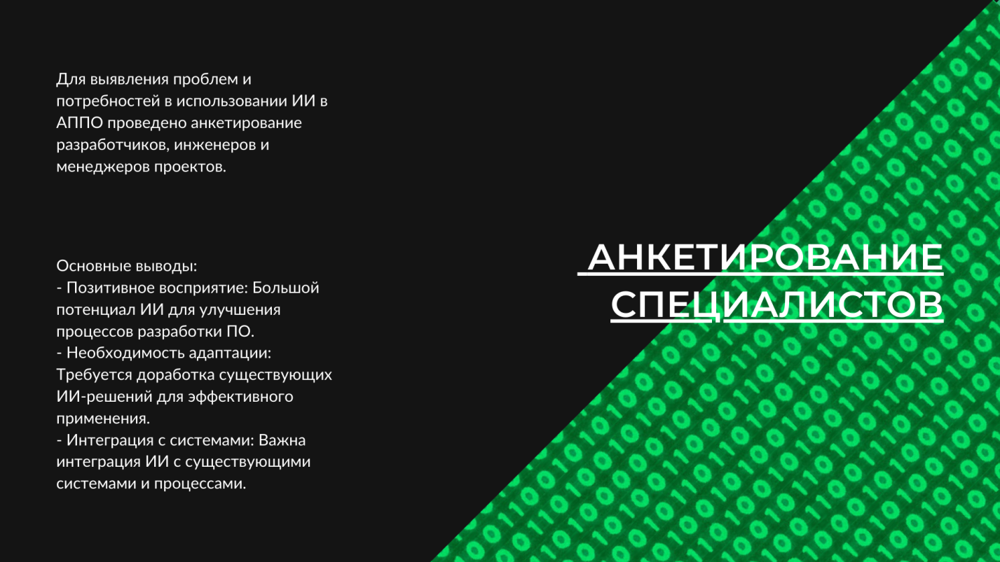 Для выявления проблем и
потребностей в использовании ИИ в
АППО проведено анкетирование
разработчиков, инженеров и
менеджеров проектов.
Основные выводы:
- Позитивное восприятие: Большой
потенциал ИИ для улучшения
процессов разработки ПО.
- Необходимость адаптации:
Требуется доработка существующих
ИИ-решений для эффективного
применения.
- Интеграция с системами: Важна
интеграция ИИ с существующими
системами и процессами.
АНКЕТИРОВАНИЕ
СПЕЦИАЛИСТОВ